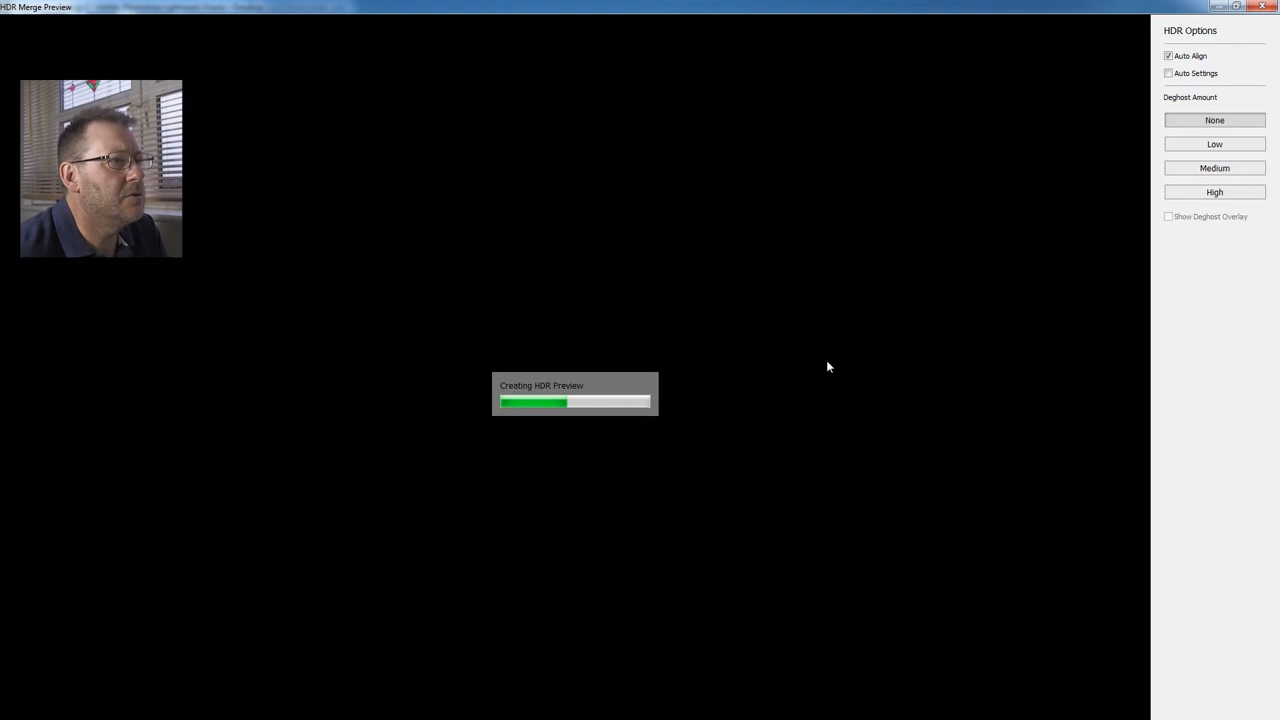 HDR Merge Preview
HDR Options
Auto Align
Auto Settings
Deghost Amount
None
Low
Medium
High
Show Deghost Overlay
Creating HDR Preview